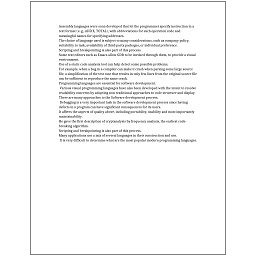 Assembly languages were soon developed that let the programmer specify instruction in a
text format (e.g., ADD X, TOTAL), with abbreviations for each operation code and
meaningful names for specifying addresses.
The choice of language used is subject to many considerations, such as company policy,
suitability to task, availability of third-party packages, or individual preference.
Scripting and breakpointing is also part of this process.
Some text editors such as Emacs allow GDB to be invoked through them, to provide a visual
environment.
Use of a static code analysis tool can help detect some possible problems.
For example, when a bug in a compiler can make it crash when parsing some large source
file, a simplification of the test case that results in only few lines from the original source file
can be sufficient to reproduce the same crash.
Programming languages are essential for software development.
Various visual programming languages have also been developed with the intent to resolve
readability concerns by adopting non-traditional approaches to code structure and display.
There are many approaches to the Software development process.
Debugging is a very important task in the software development process since having
defects in a program can have significant consequences for its users.
It affects the aspects of quality above, including portability, usability and most importantly
maintainability.
He gave the first description of cryptanalysis by frequency analysis, the earliest code-
breaking algorithm.
Scripting and breakpointing is also part of this process.
Many applications use a mix of several languages in their construction and use.
It is very difficult to determine what are the most popular modern programming languages.